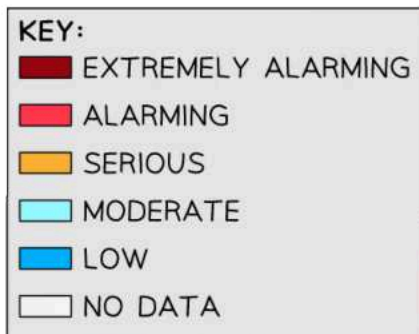 KEY:
EXTREMELY ALARMING
ALARMING
SERIOUS
MODERATE
LOW
NO DATA